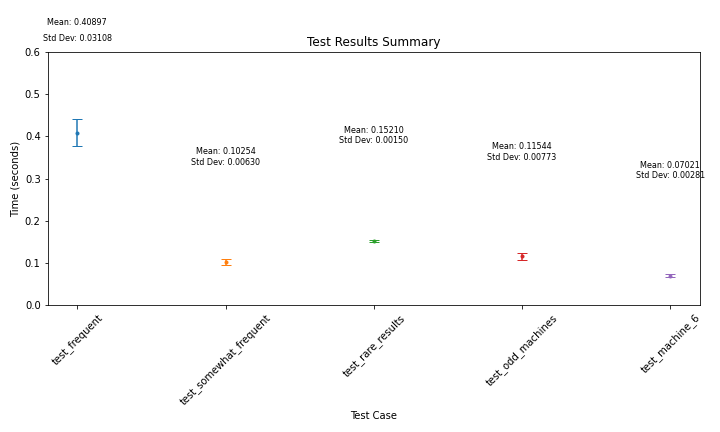 Mean: 0.40897
Std Dev: 0.03108
Test Results Summary
0.6
0.5
0.4
0.3
0.2
0.1
0.0
Time (seconds)
Mean: 0.10254
Std Dev: 0.00630
Mean: 0.15210
Std Dev: 0.00150
Mean: 0.11544
Std Dev: 0.00773
Mean: 0.07021
Std Dev: 0.00281
test_frequent
test_somewhat_frequent
test_rare_results
test_odd_machines
test_machine_6
Test Case